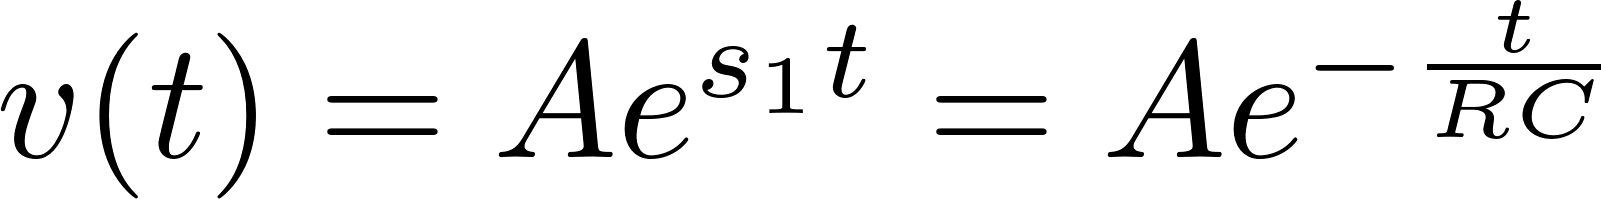 v(t) = Ae^{s_1 t} = Ae^{-\frac{t}{RC}}